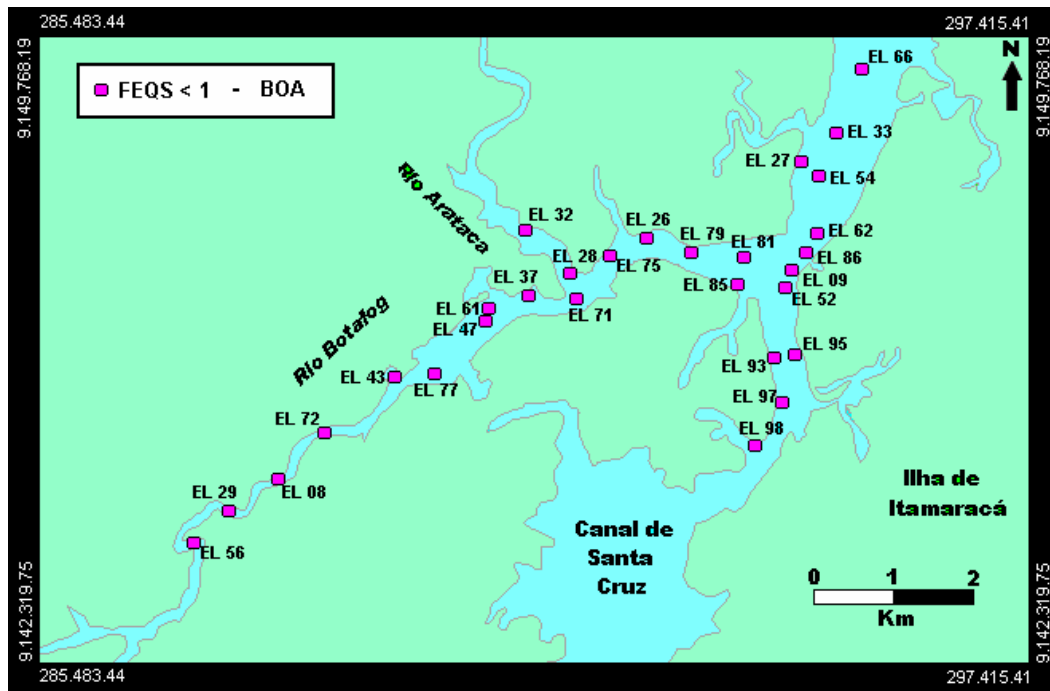 285.483.44
297.415.41
9.149.768.19
9.149.768.19
N
FEQS < 1 - BOA
EL 66
EL 33
EL 27
EL 54
Río Arataca
EL 32
EL 26
EL 79
EL 81
EL 62
EL 28
EL 75
EL 86
EL 37
EL 85
EL 09
EL 52
EL 61
EL 71
EL 47
Río Botafog
EL 43
EL 77
EL 93
EL 95
EL 97
EL 72
EL 98
EL 29
EL 08
EL 56
Ilha de
Itamaracá
Canal de
Santa
Cruz
0 1 2
Km
9.142.319.75
9.142.319.75
285.483.44
297.415.41